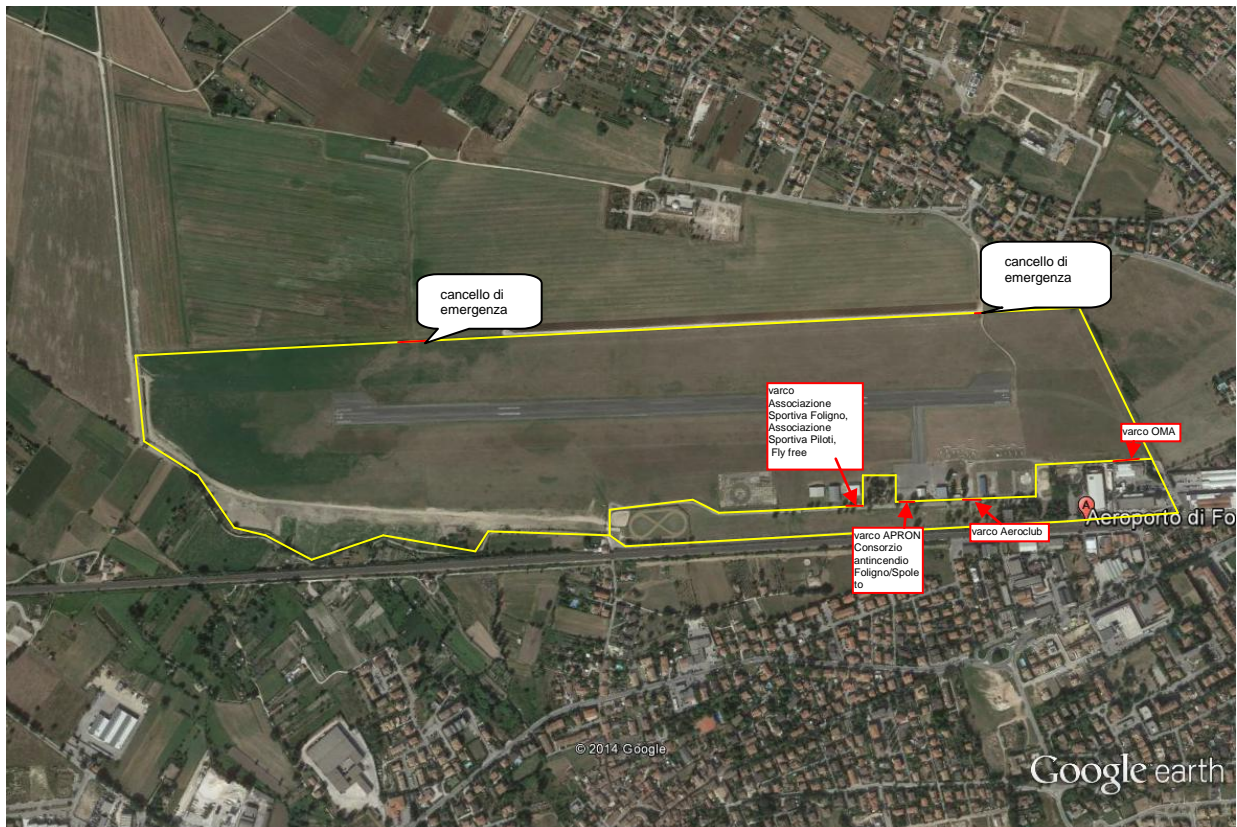 cancello di
emergenza
cancello di
emergenza
varco
Associazione
Sportiva Foligno,
Associazione
Sportiva Piloti,
Fly free
varco OMA
Aeroporto di Fo
A
varco APRON
Consorzio
antincendio
Foligno/Spole
to
varco Aeroclub
© 2014 Google
Google earth